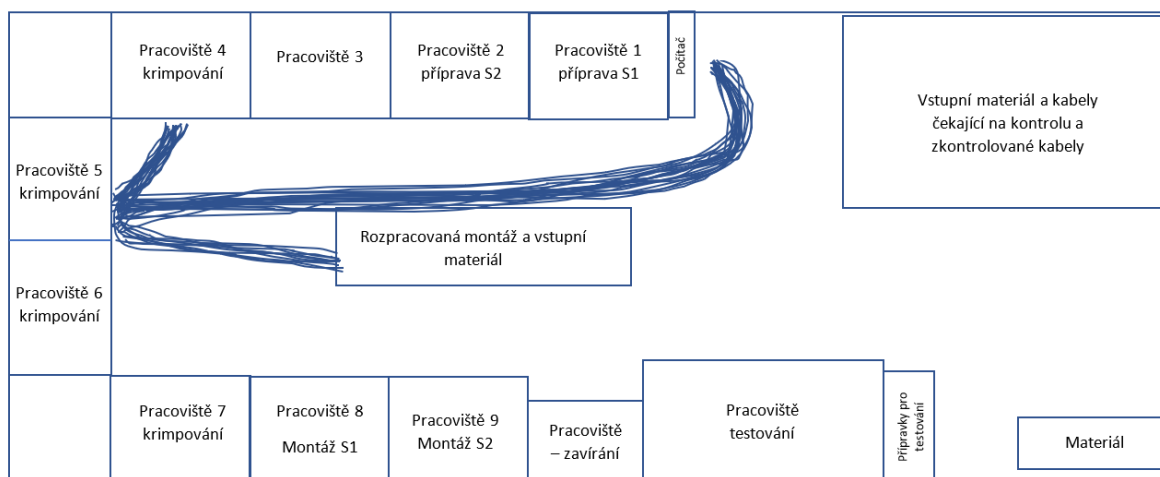 Pracoviště 4
krimpování
Pracoviště 3
Pracoviště 2
příprava S2
Pracoviště 1
příprava S1
Počítač
Vstupní materiál a kabely
čekající na kontrolu a
zkontrolované kabely
Pracoviště 5
krimpování
Rozpracovaná montáž a vstupní
materiál
Pracoviště 6
krimpování
Pracoviště 7
krimpování
Pracoviště 8
Montáž S1
Pracoviště 9
Montáž S2
Pracoviště
– zavírání
Pracoviště
testování
Přípravky pro
testování
Materiál